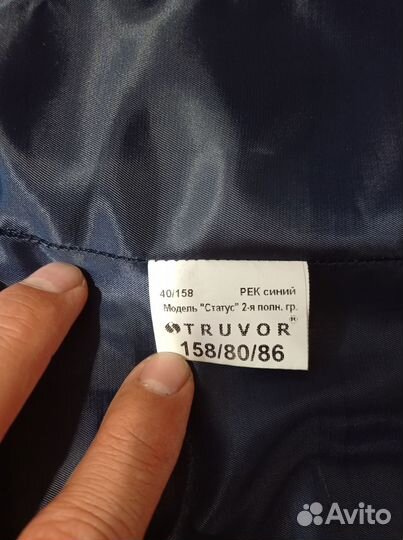 40/158 РЕК синий
Модель "Статус" 2-я полн. гр.
TRUVOR®
158/80/86
Avito